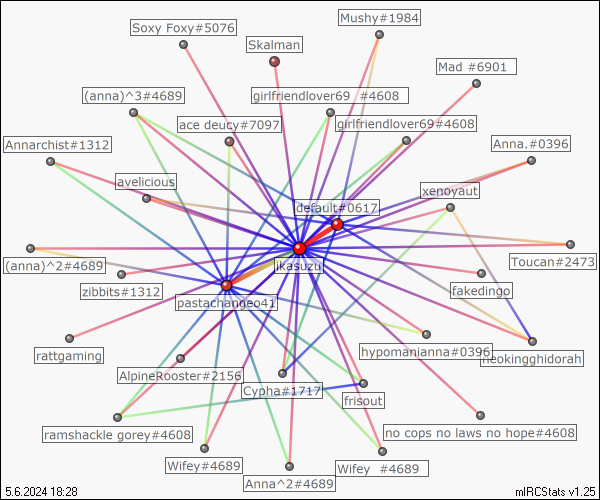 Mushy#1984
Soxy Foxy#5076
Skalman
Mad #6901
(anna)^3#4689
girlfriendlover69 #4608
ace deucy#7097
girlfriendlover69#4608
Annarchist#1312
Anna.#0396
avelicious
xenovaut
default#0617
jkasuzu
(anna)^2#4689
Toucan#2473
zibbits#1312
fakedingo
pastachangeo41
rattgaming
hypomanianna#0396
neokingghidorah
AlpineRooster#2156
Cypha#1717
frisout
ramshackle gorey#4608
no cops no laws no hope#4608
Wifey#4689
Wifey #4689
Anna^2#4689
5.6.2024 18:28
mIRCStats v1.25